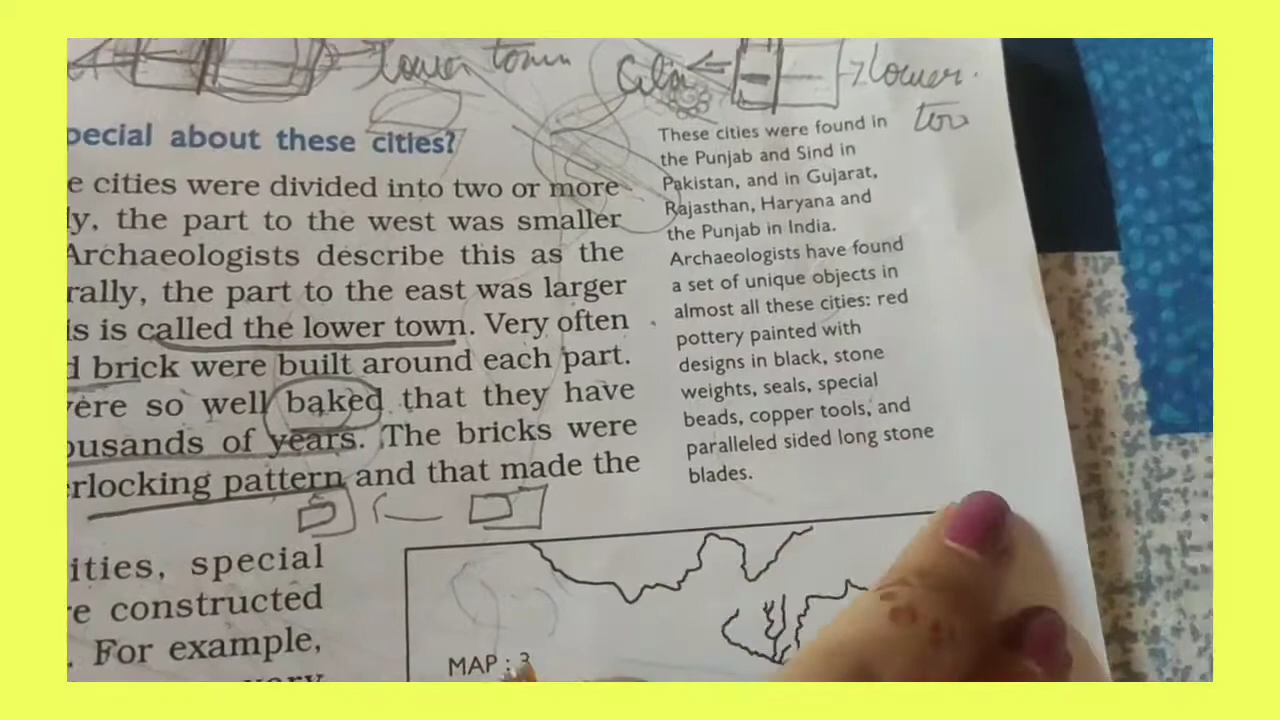 lower town
Cita
lower
tow
pecial about these cities?
e cities were divided into two or more
ly, the part to the west was smaller
Archaeologists describe this as the
rally, the part to the east was larger
is is called the lower town. Very often
d brick were built around each part.
vere so well baked that they have
ousands of years. The bricks were
erlocking pattern and that made the
ities, special
re constructed
. For example,
These cities were found in
the Punjab and Sind in
Pakistan, and in Gujarat,
Rajasthan, Haryana and
the Punjab in India.
Archaeologists have found
a set of unique objects in
almost all these cities: red
pottery painted with
designs in black, stone
weights, seals, special
beads, copper tools, and
paralleled sided long stone
blades.
MAP : 3